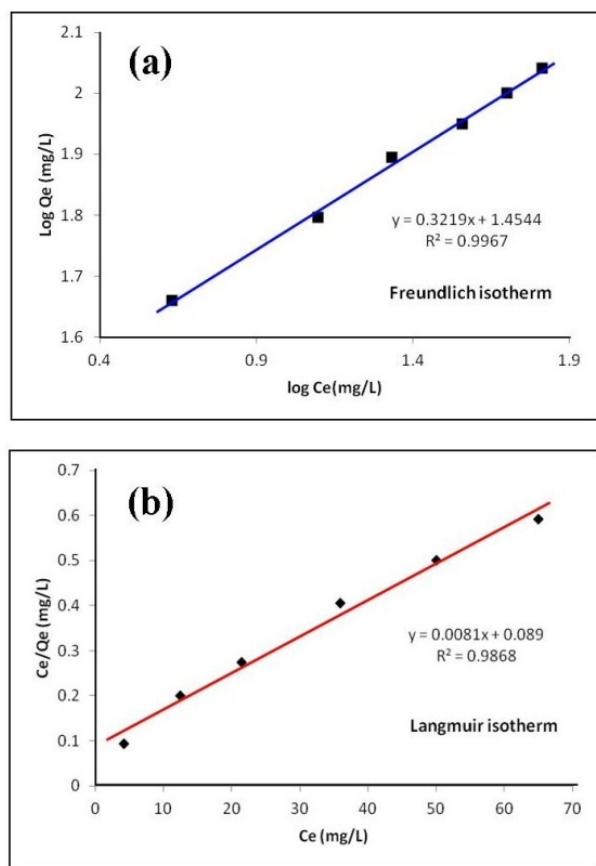 (a)
2.1
2
1.9
1.8
1.7
1.6
Log Qe (mg/L)
y = 0.3219x + 1.4544
R² = 0.9967
Freundlich isotherm
0.4
0.9
1.4
1.9
log Ce(mg/L)
(b)
0.7
0.6
0.5
0.4
0.3
0.2
0.1
0
Ce/Qe (mg/L)
y = 0.0081x + 0.089
R² = 0.9868
Langmuir isotherm
0
10
20
30
40
50
60
70
Ce (mg/L)